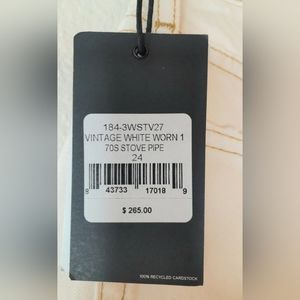 184-3WSTV27
VINTAGE WHITE WORN 1
70S STOVE PIPE
24
8 43733 17018 9
$ 265.00
100% RECYCLED CARDSTOCK